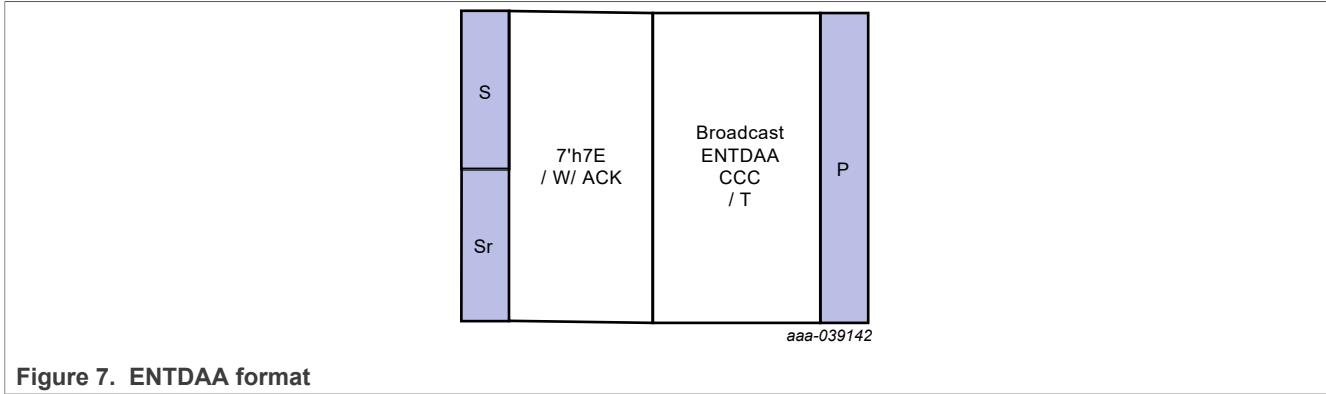 S
Sr
7'h7E
/ W/ ACK
Broadcast
ENTDAA
CCC
/ T
P
aaa-039142
Figure 7. ENTDAA format